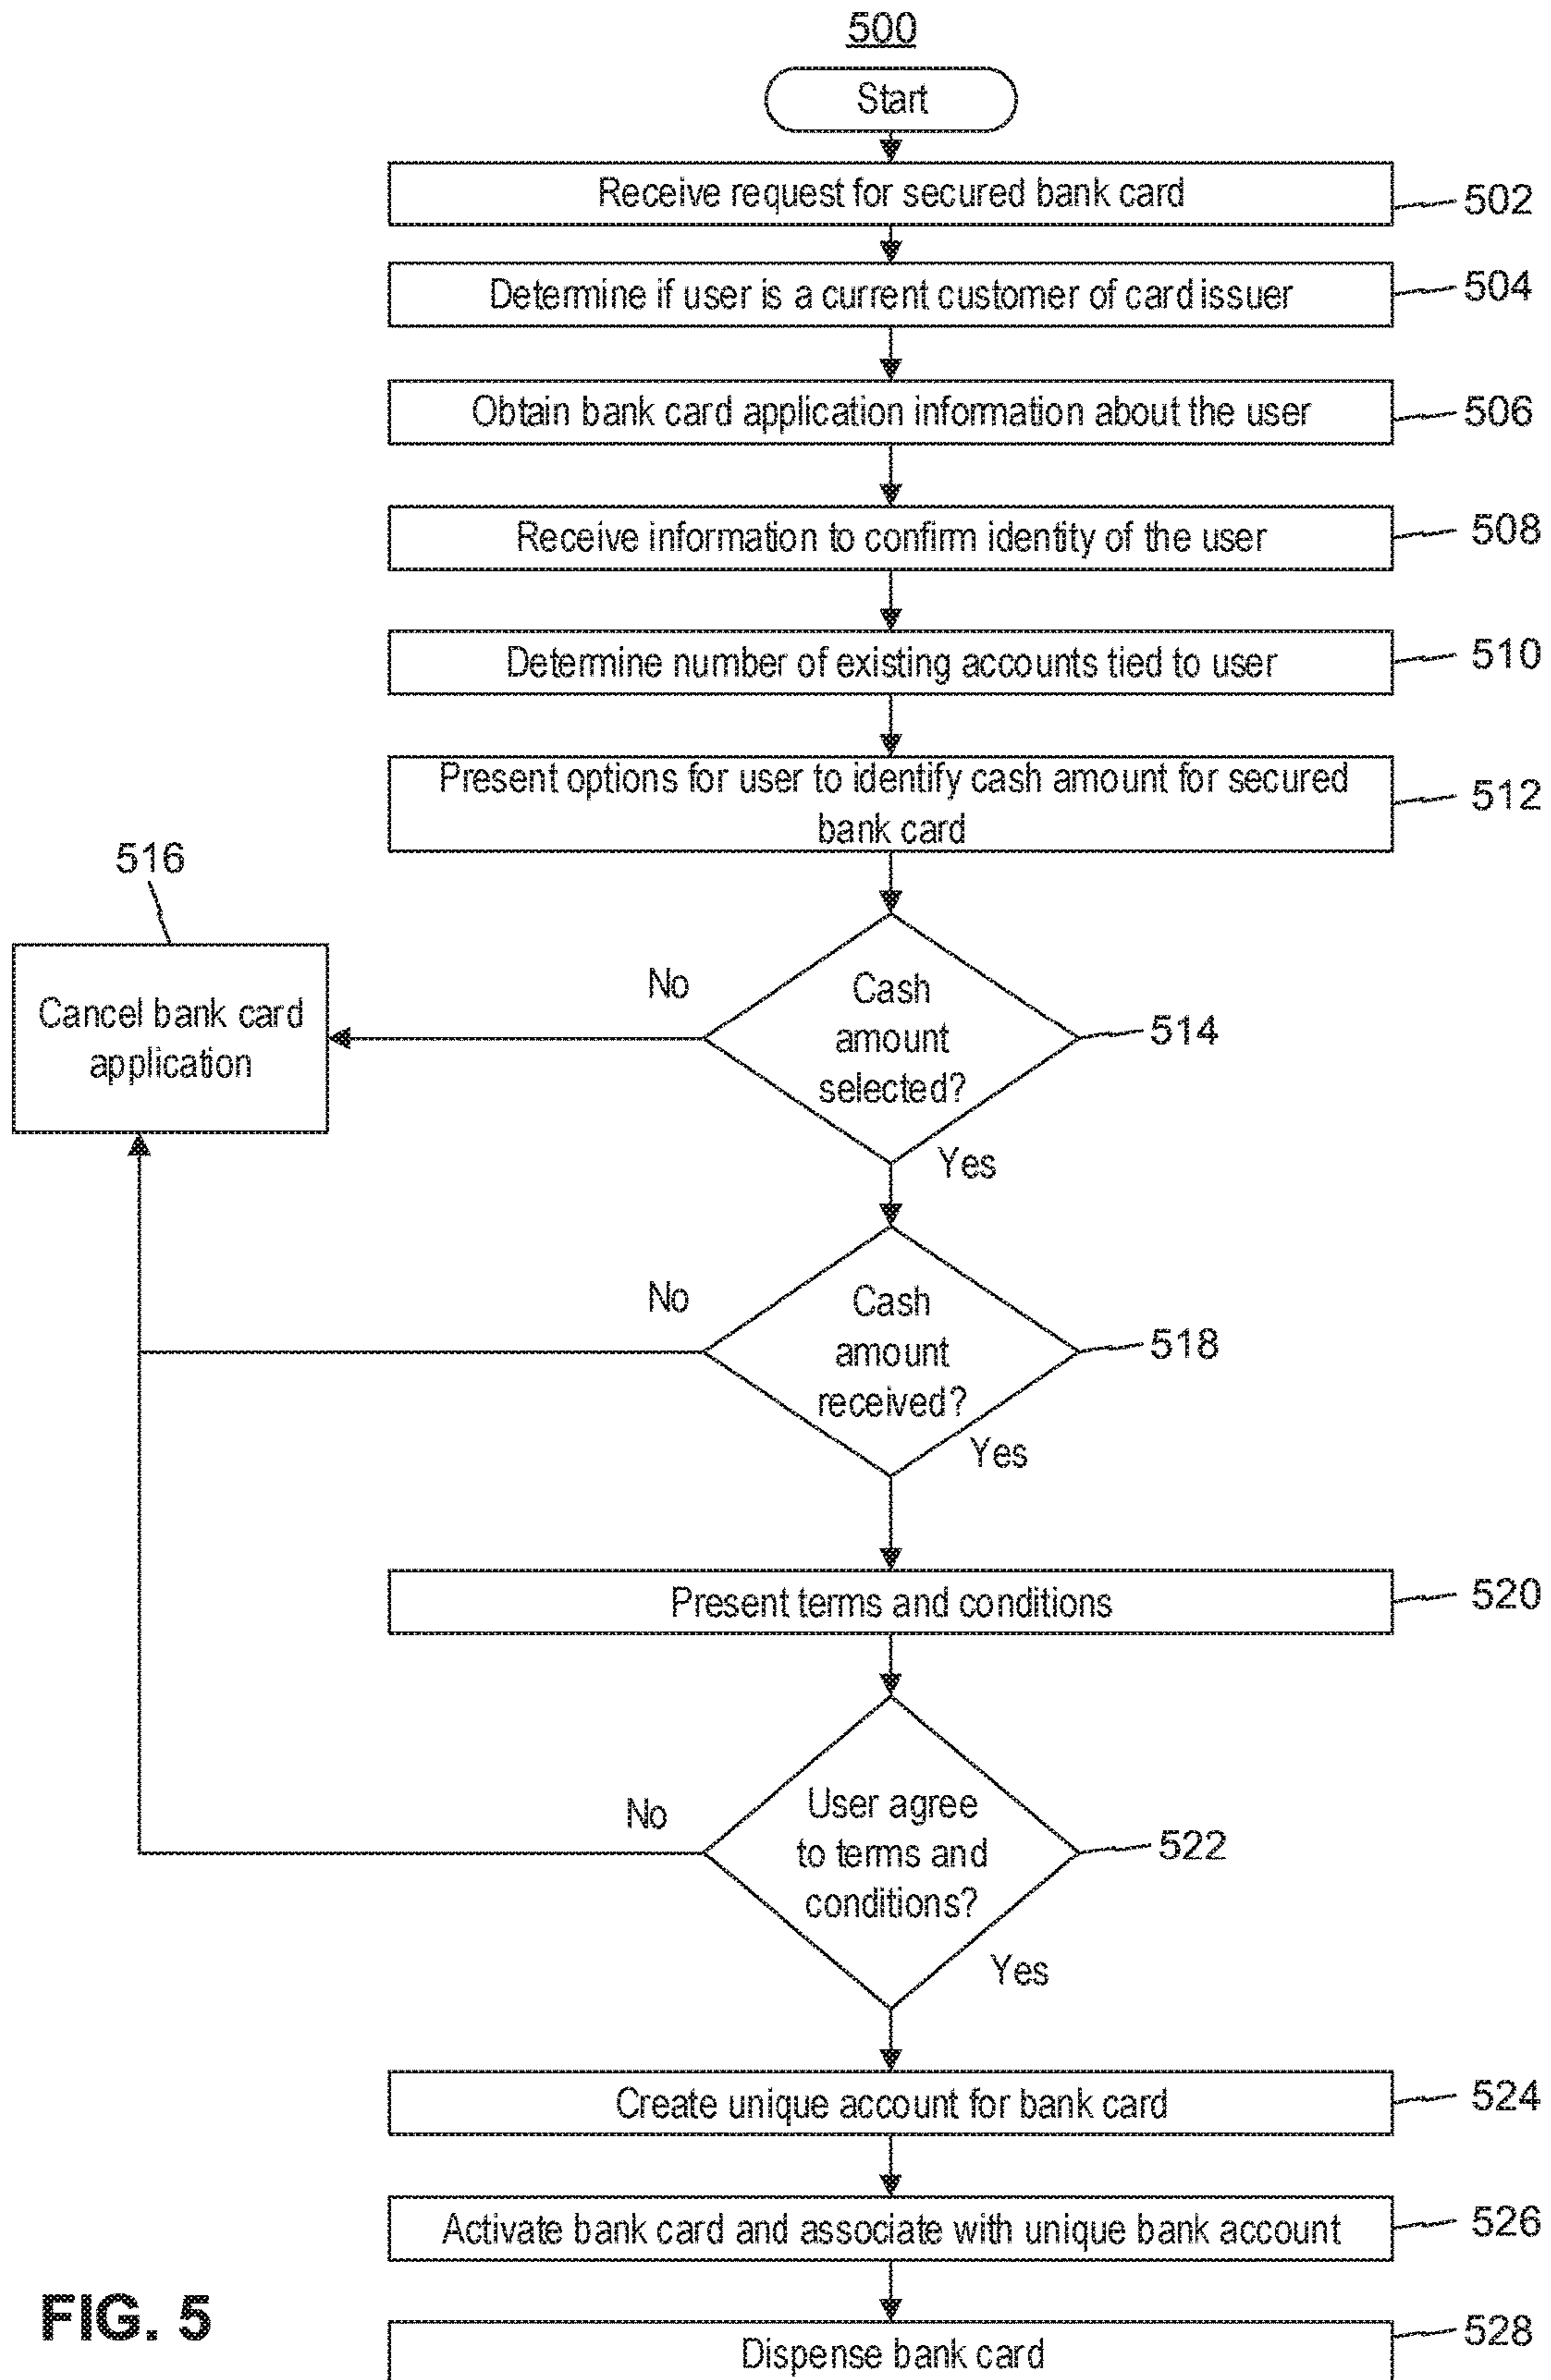 500
Start
Receive request for secured bank card
502
Determine if user is a current customer of card issuer
504
Obtain bank card application information about the user
506
Receive information to confirm identity of the user
508
Determine number of existing accounts tied to user
510
Present options for user to identify cash amount for secured
bank card
512
516
Cancel bank card
application
No
Cash
amount
selected?
514
Yes
No
Cash
amount
received?
518
Yes
Present terms and conditions
520
No
User agree
to terms and
conditions?
522
Yes
Create unique account for bank card
524
Activate bank card and associate with unique bank account
526
Dispense bank card
528
FIG. 5